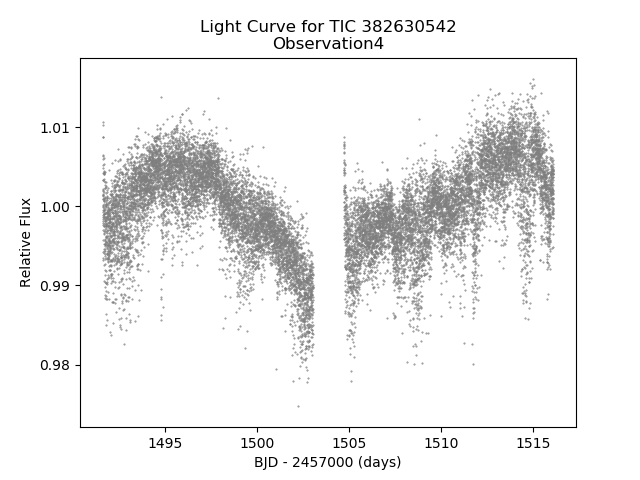 Light Curve for TIC 382630542
Observation4
1.01
1.00
0.99
0.98
Relative Flux
1495
1500
1505
1510
1515
BJD - 2457000 (days)